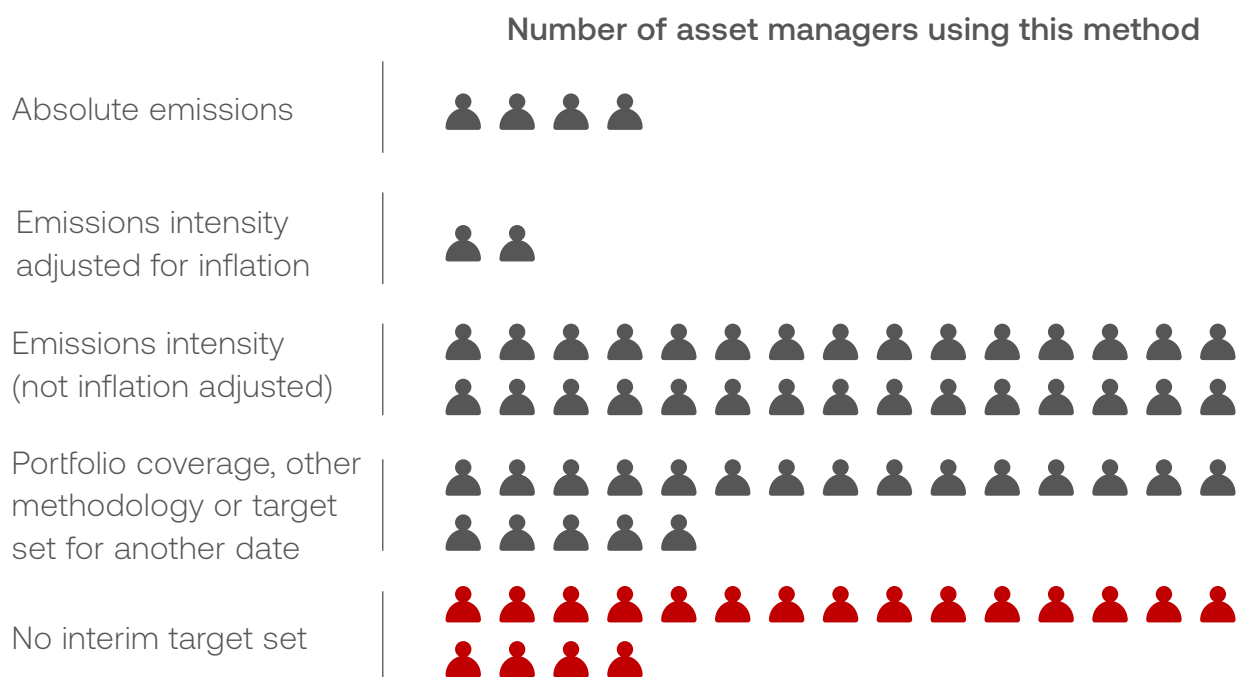 Number of asset managers using this method
Absolute emissions
Emissions intensity
adjusted for inflation
Emissions intensity
(not inflation adjusted)
Portfolio coverage, other
methodology or target
set for another date
No interim target set